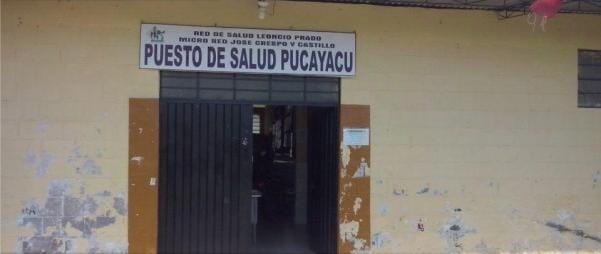 RED DE SALUD LEONCIO PRADO
MICRO RED JOSE CRESPO Y CASTILLO
PUESTO DE SALUD PUCAYACU